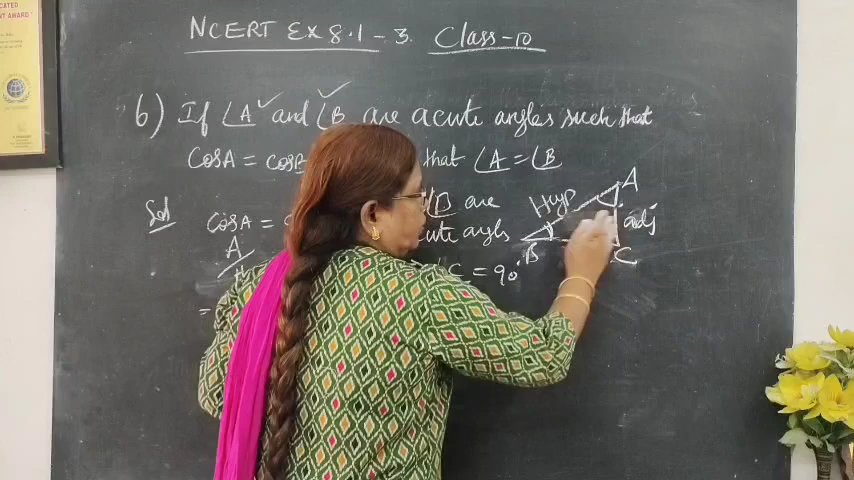 NCERT Ex 8.1-3. Class-10
6) If ∠A and ∠B are acute angles such that
CosA = cosB that ∠A = ∠B
Sol CosA = are
acute angls
A
C = 90°
=
Hyp
A
adj
B
C